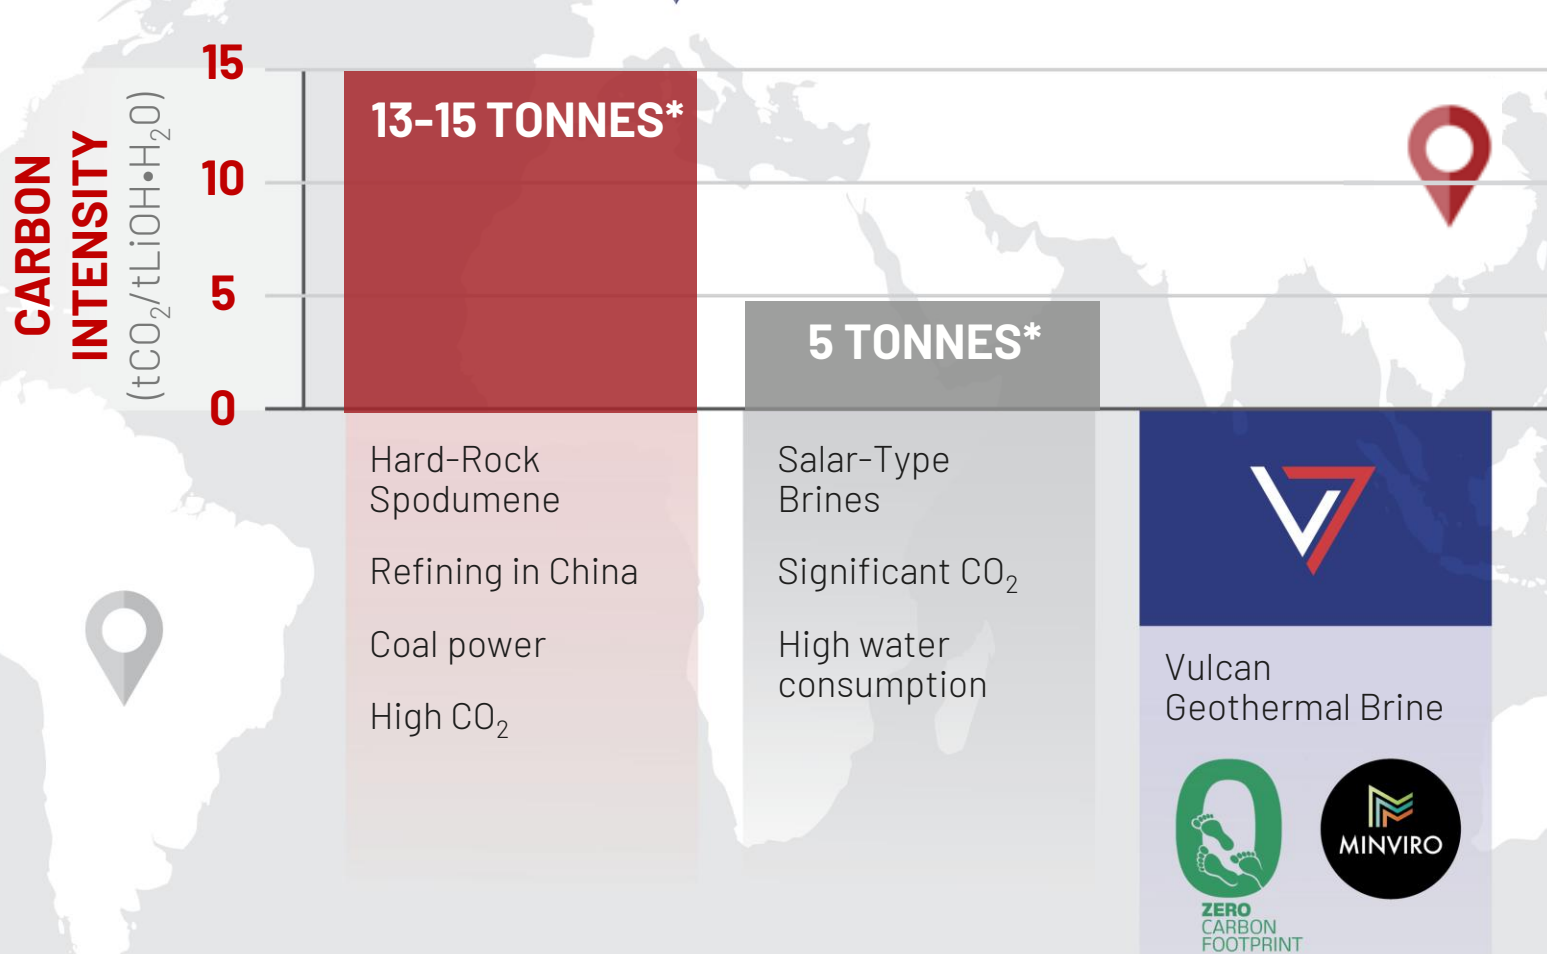 CARBON
INTENSITY
(tCO₂/tLiOH•H₂O)
15
10
5
0
13-15 TONNES*
Hard-Rock
Spodumene
Refining in China
Coal power
High CO₂
5 TONNES*
Salar-Type
Brines
Significant CO₂
High water
consumption
Vulcan
Geothermal Brine
ZERO
CARBON
FOOTPRINT
MINVIRO